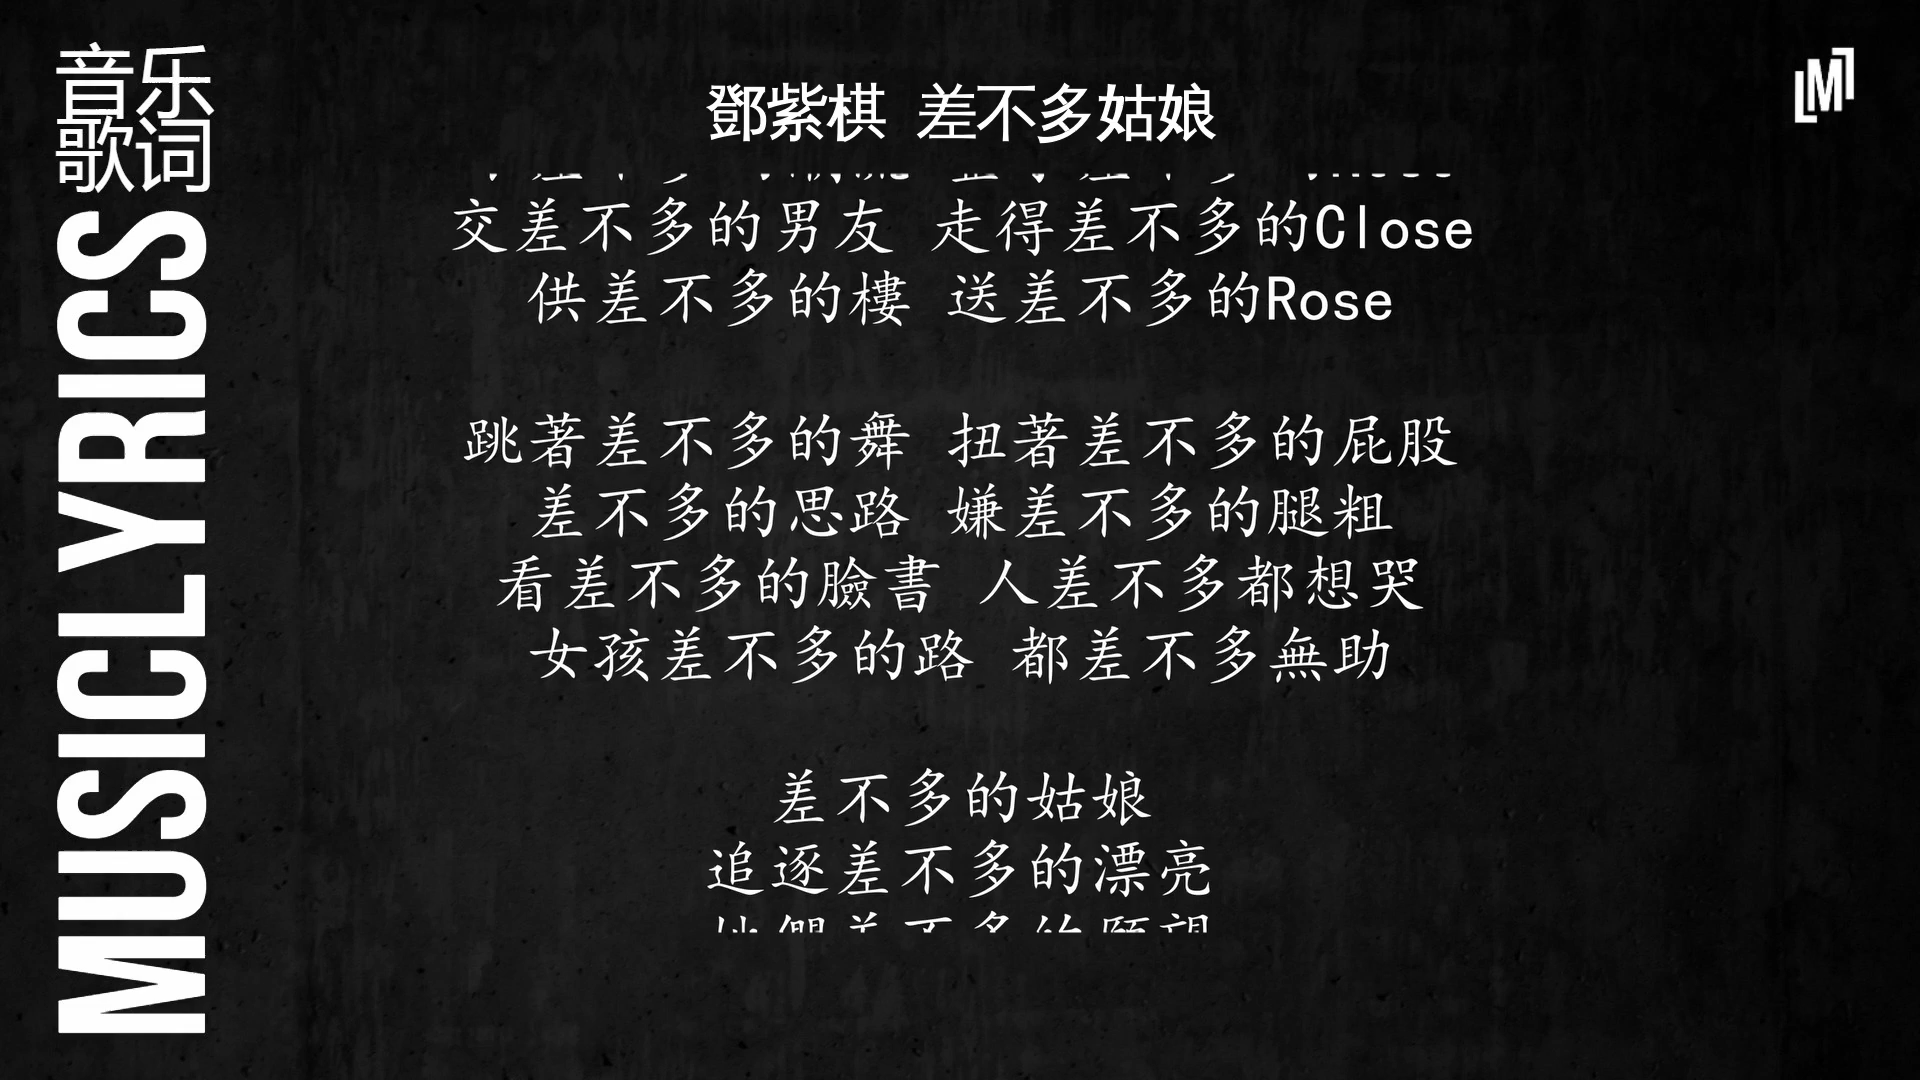 音乐
歌词
MUSICLYRICS
LM
鄧紫棋 差不多姑娘
交差不多的男友 走得差不多的Close
供差不多的樓 送差不多的Rose
跳著差不多的舞 扭著差不多的屁股
差不多的思路 嫌差不多的腿粗
看差不多的臉書 人差不多都想哭
女孩差不多的路 都差不多無助
差不多的姑娘
追逐差不多的漂亮